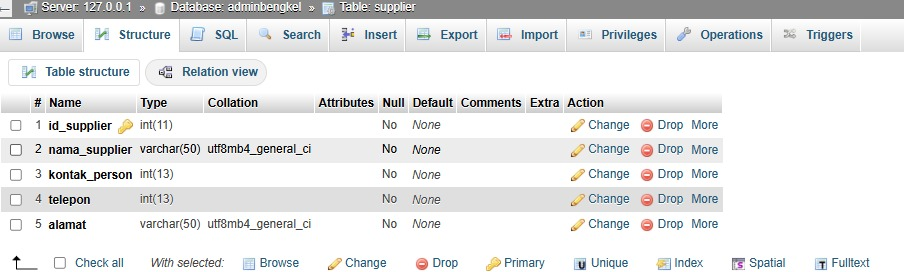 Server: 127.0.0.1 » Database: adminbengkel » Table: supplier
Browse Structure SQL Search Insert Export Import Privileges Operations Triggers
Table structure Relation view
# Name Type Collation Attributes Null Default Comments Extra Action
1 id_supplier int(11) No None Change Drop More
2 nama_supplier varchar(50) utf8mb4_general_ci No None Change Drop More
3 kontak_person int(13) No None Change Drop More
4 telepon int(13) No None Change Drop More
5 alamat varchar(50) utf8mb4_general_ci No None Change Drop More
Check all With selected: Browse Change Drop Primary Unique Index Spatial Fulltext